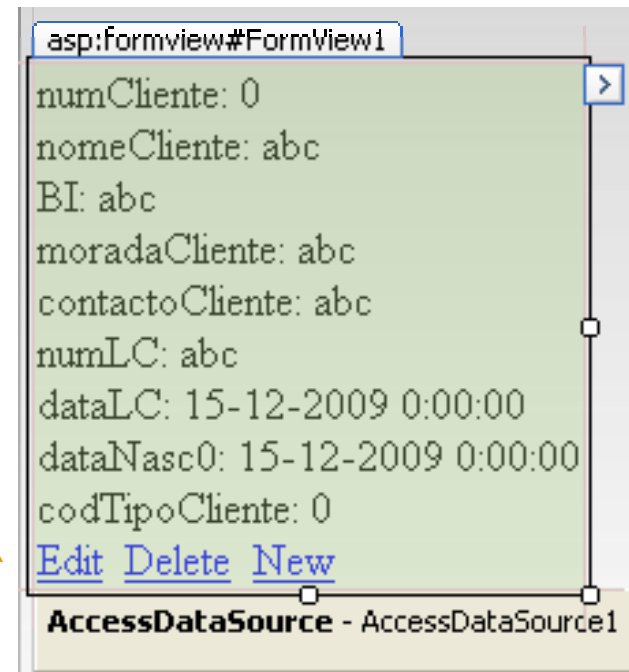 asp:formview#FormView1
numCliente: 0
nomeCliente: abc
BI: abc
moradaCliente: abc
contactoCliente: abc
numLC: abc
dataLC: 15-12-2009 0:00:00
dataNasc0: 15-12-2009 0:00:00
codTipoCliente: 0
Edit Delete New
AccessDataSource - AccessDataSource1